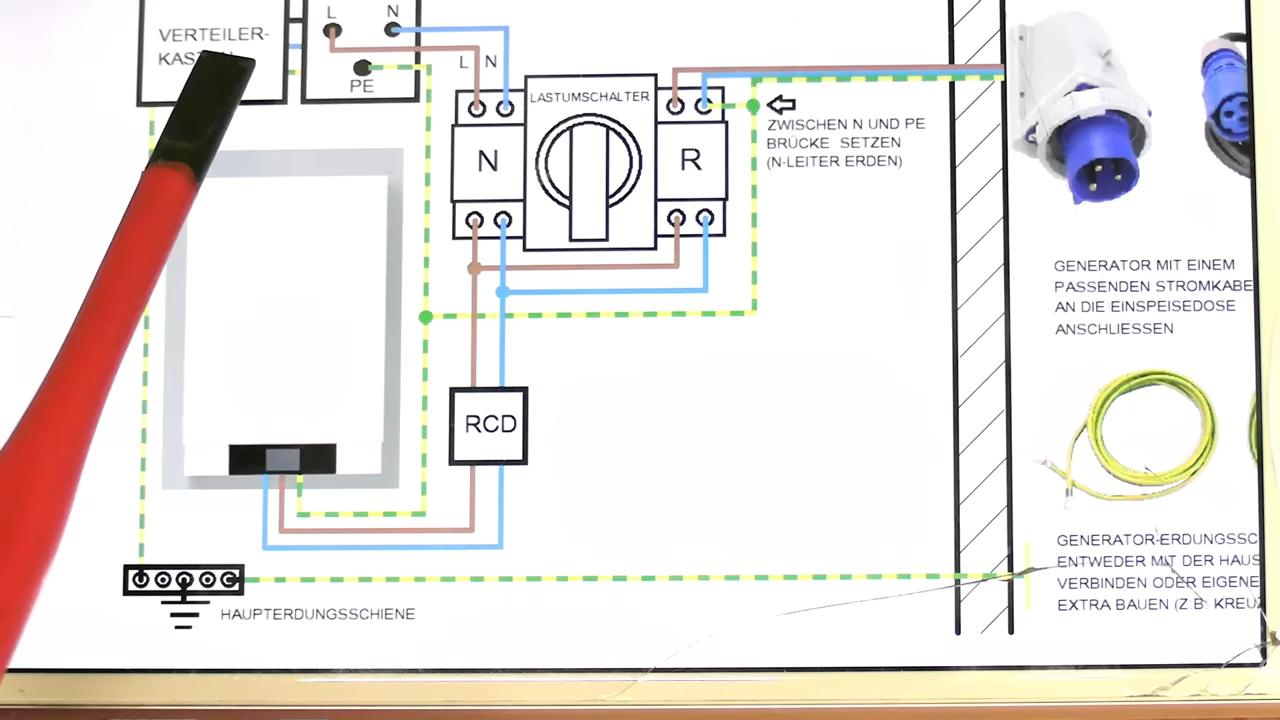 VERTEILER-
L
N
PE
L N
LASTUMSCHALTER
N
R
ZWISCHEN N UND PE
BRÜCKE SETZEN
(N-LEITER ERDEN)
RCD
HAUPTERDUNGSSCHIENE
GENERATOR MIT EINEM
PASSENDEN STROMKABE
AN DIE EINSPEISEDOSE
ANSCHLIESSEN
GENERATOR-ERDUNGSSC
ENTWEDER MIT DER HAUS
VERBINDEN ODER EIGENE
EXTRA BAUEN (Z.B. KREUZ